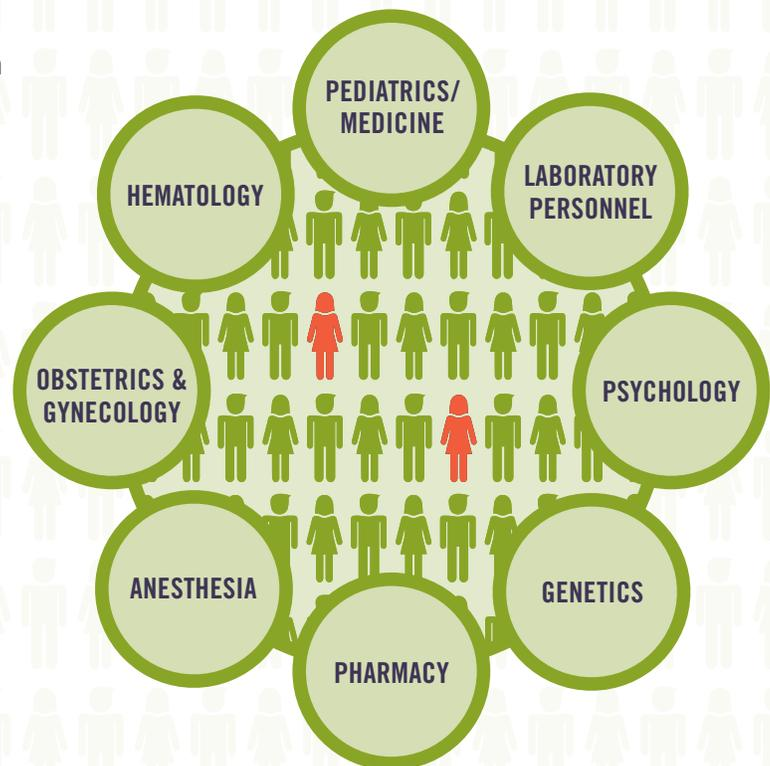 PEDIATRICS/
MEDICINE
LABORATORY
PERSONNEL
HEMATOLOGY
OBSTETRICS &
GYNECOLOGY
PSYCHOLOGY
ANESTHESIA
GENETICS
PHARMACY